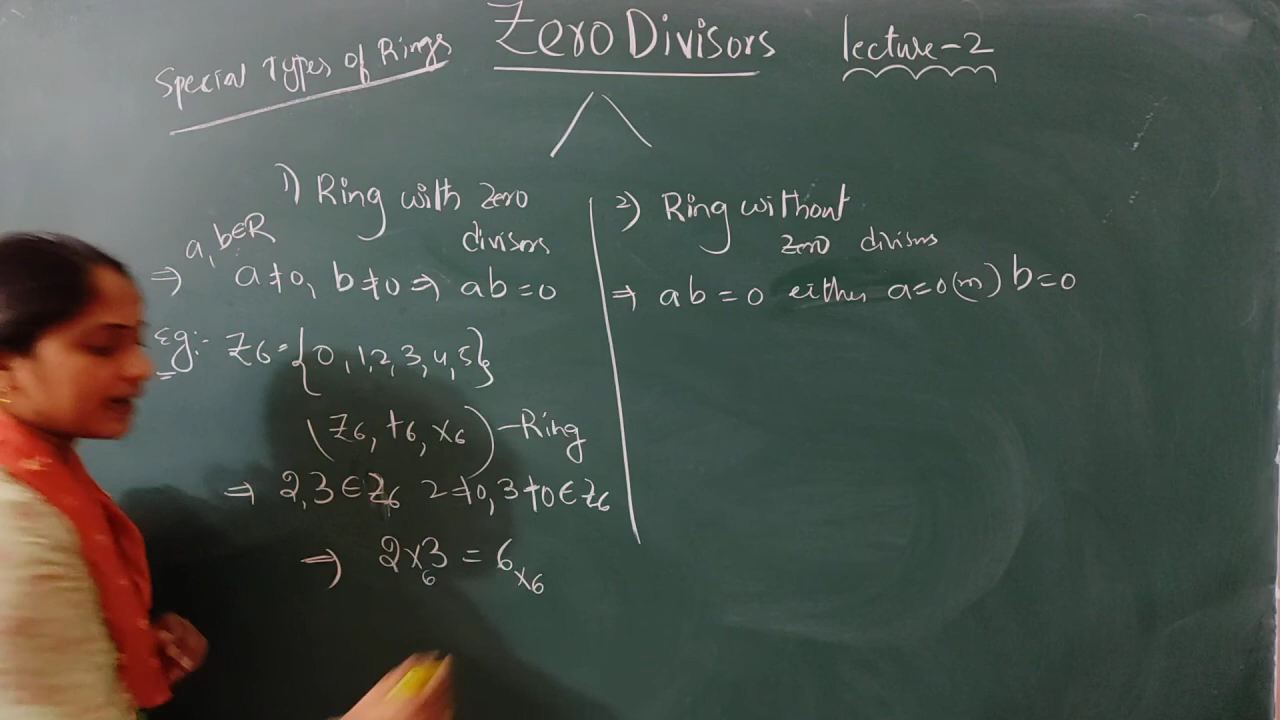 Special Types of Rings Zero Divisors lecture-2
1) Ring with zero
divisors
a, b∈R
⇒ a≠0, b≠0 ⇒ ab=0
Eg:- Z6={0,1,2,3,4,5}
(Z6, +6, ×6)-Ring
⇒ 2,3∈Z6 2≠0, 3≠0∈Z6
⇒ 2×6 3 = 6×6
2) Ring without
zero divisors
⇒ ab=0 either a=0 (or) b=0